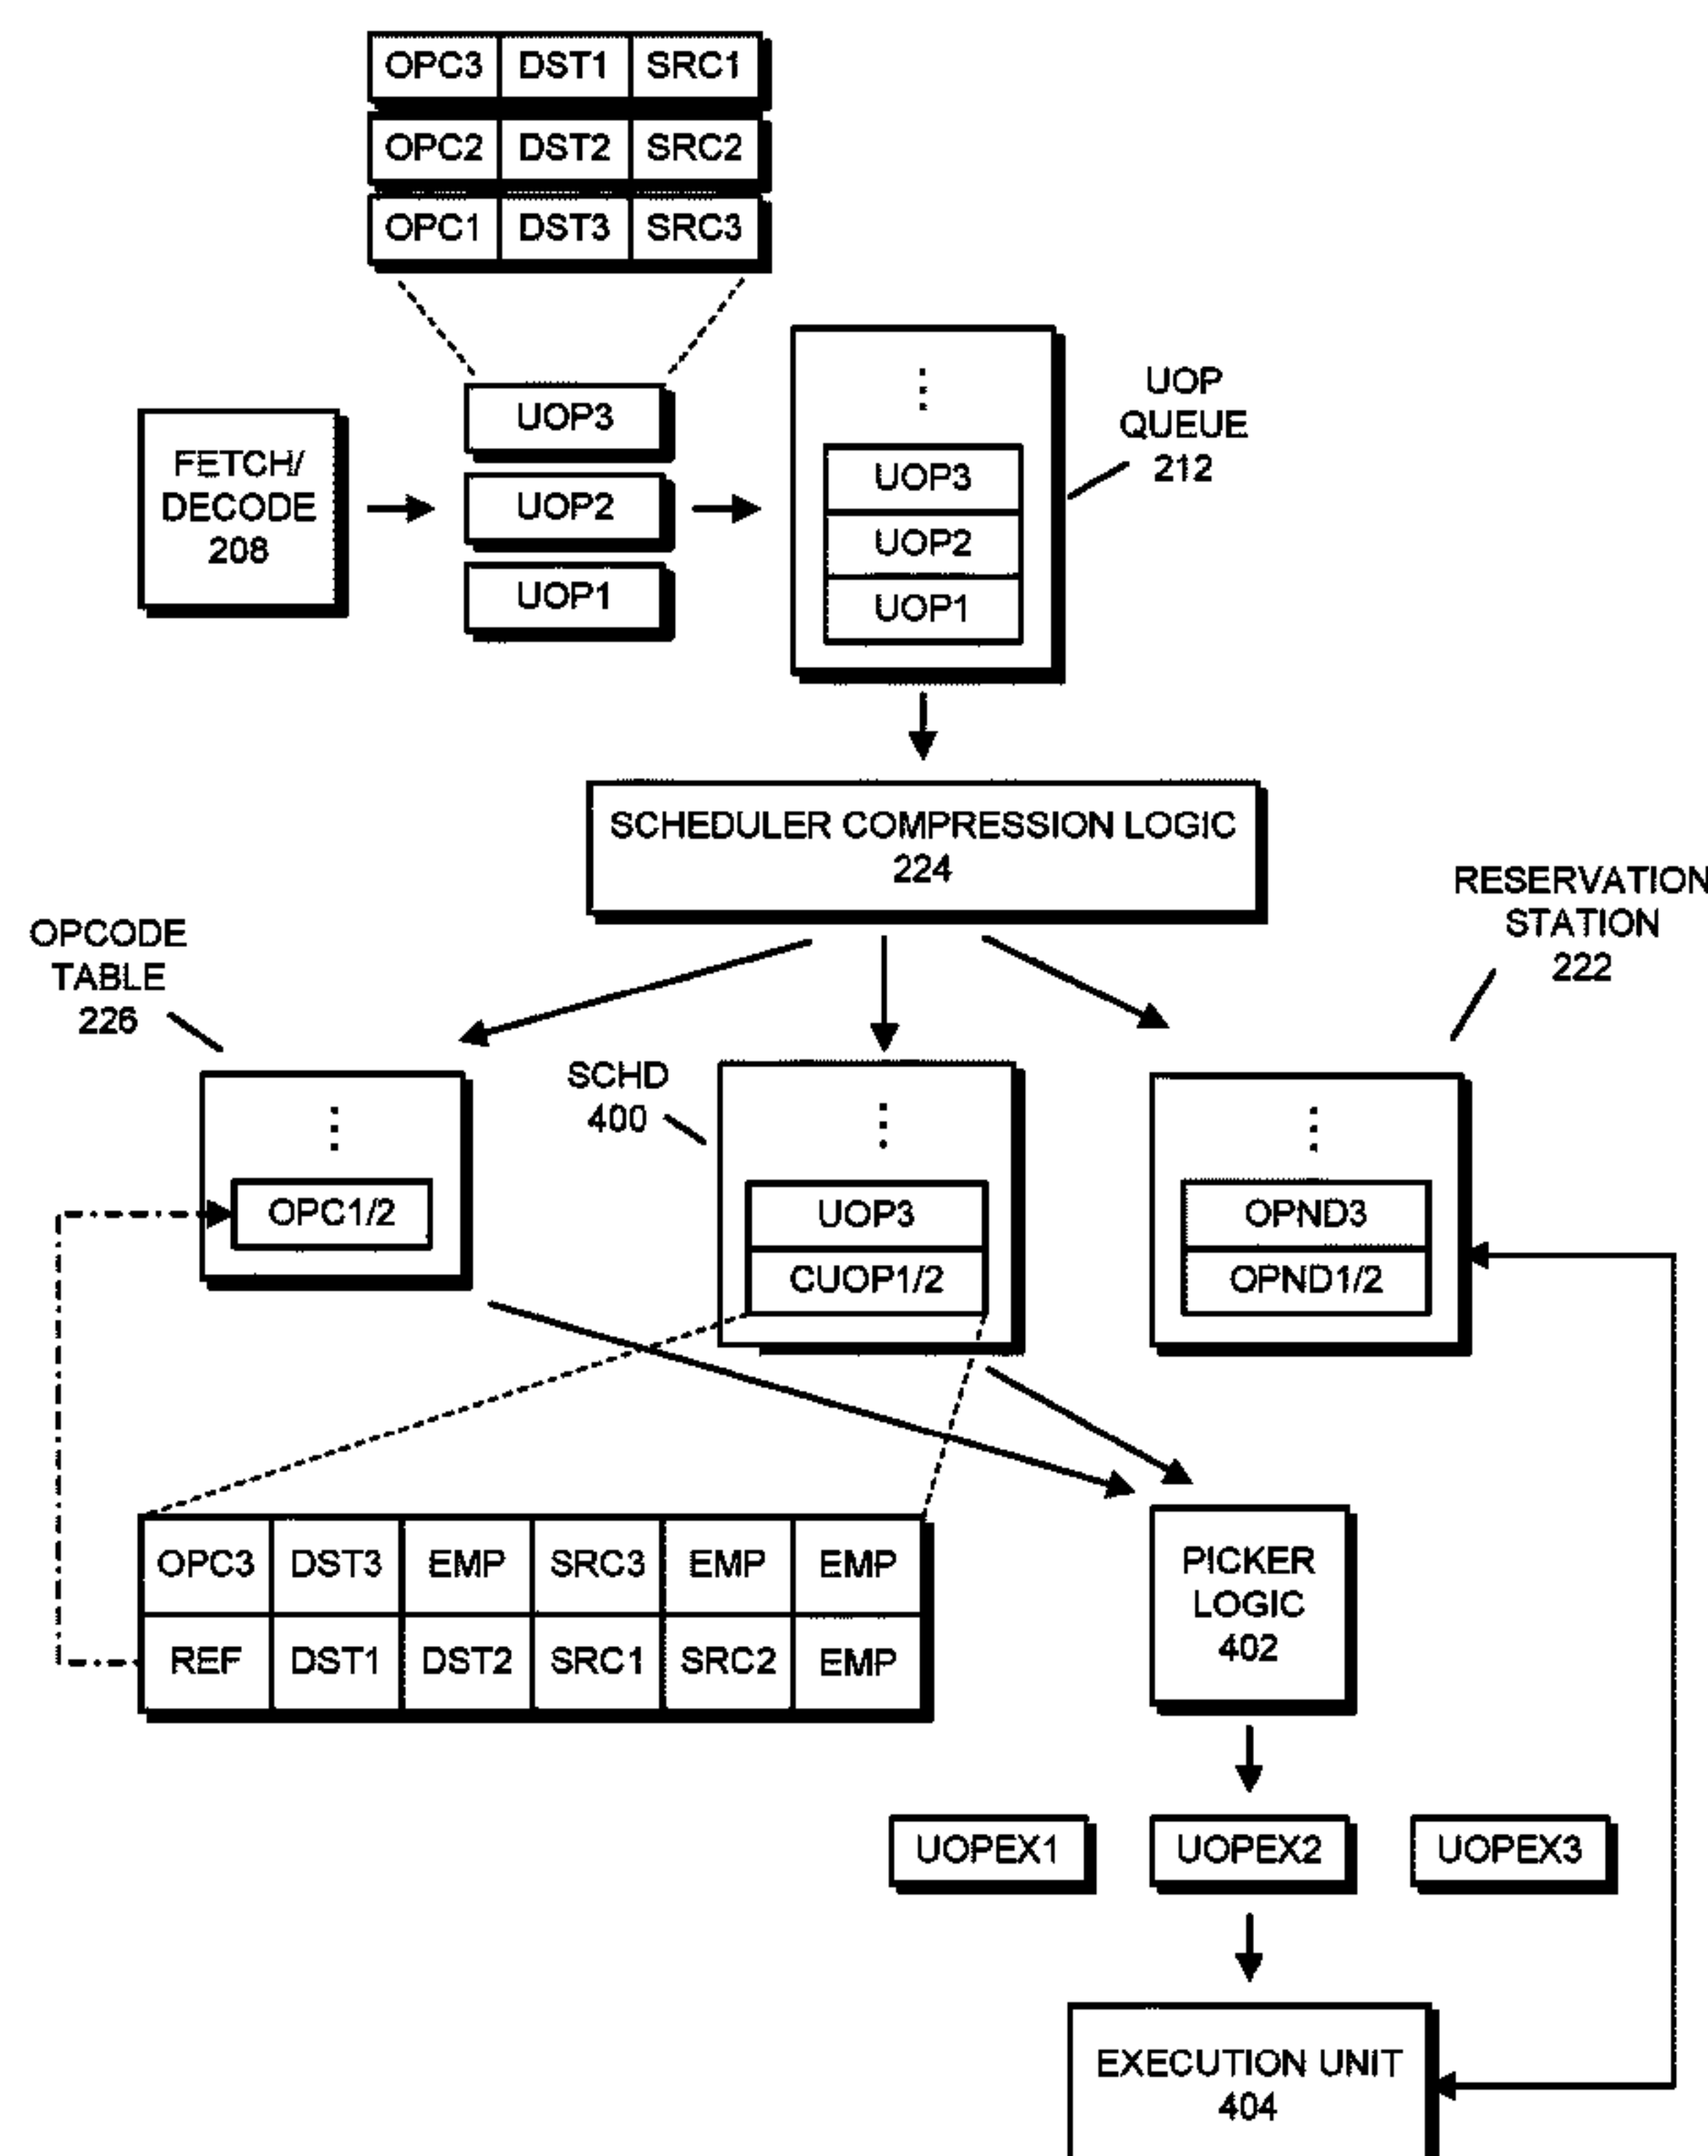 OPC3 DST1 SRC1
OPC2 DST2 SRC2
OPC1 DST3 SRC3
FETCH/
DECODE
208
UOP3
UOP2
UOP1
UOP3
UOP2
UOP1
UOP
QUEUE
212
SCHEDULER COMPRESSION LOGIC
224
OPCODE
TABLE
226
SCHD
400
RESERVATION
STATION
222
OPC1/2
UOP3
CUOP1/2
OPND3
OPND1/2
OPC3 DST3 EMP SRC3 EMP EMP
REF DST1 DST2 SRC1 SRC2 EMP
PICKER
LOGIC
402
UOPEX1 UOPEX2 UOPEX3
EXECUTION UNIT
404